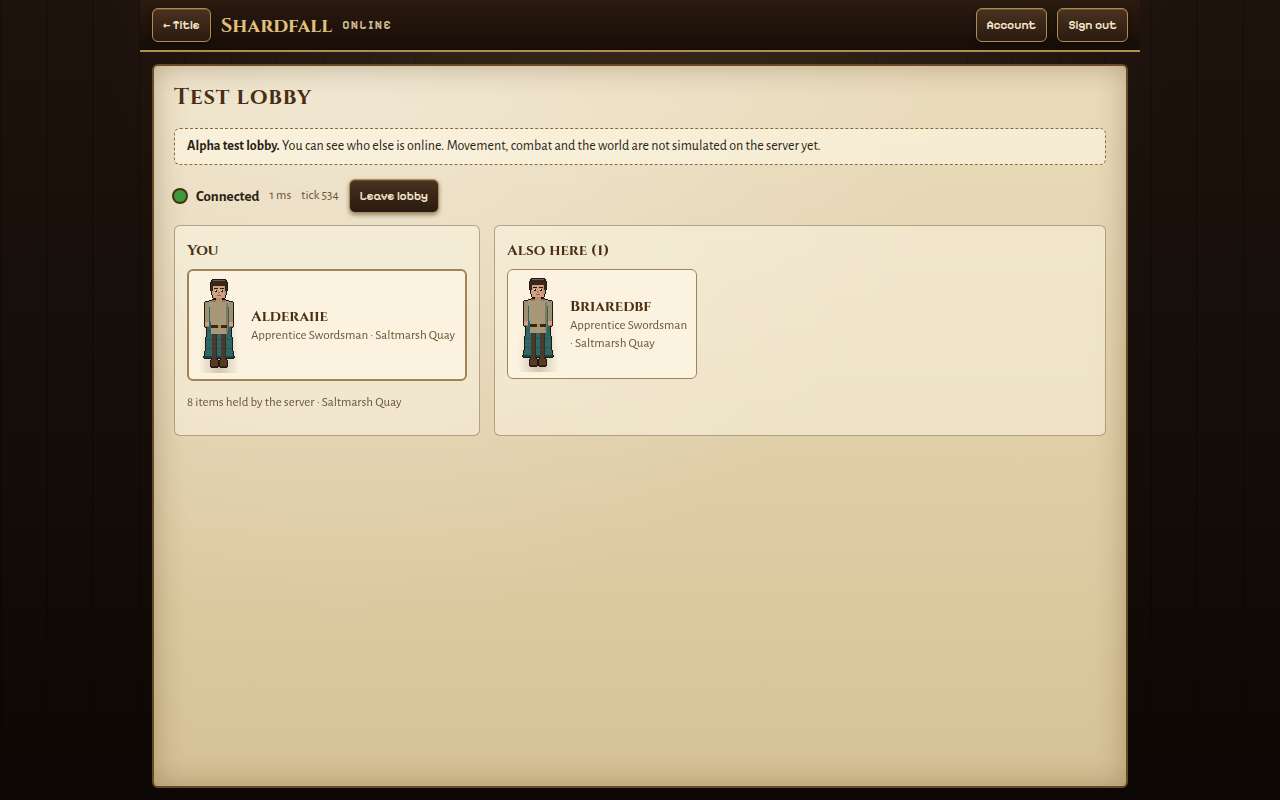 ←Title
Shardfall ONLINE
Account
Sign out
Test lobby
Alpha test lobby. You can see who else is online. Movement, combat and the world are not simulated on the server yet.
Connected 1 ms tick 534 Leave lobby
You
Alderaiie
Apprentice Swordsman · Saltmarsh Quay
8 items held by the server · Saltmarsh Quay
Also here (1)
Briaredbf
Apprentice Swordsman
· Saltmarsh Quay